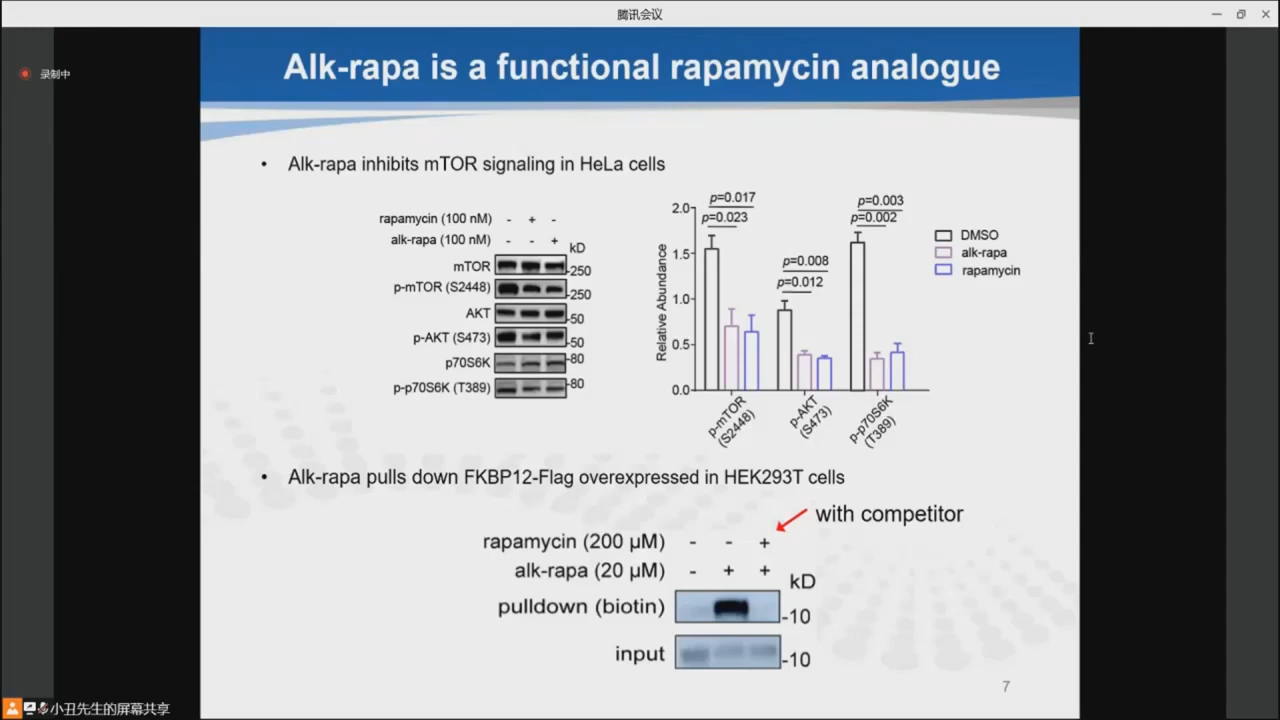 腾讯会议
录制中
Alk-rapa is a functional rapamycin analogue
• Alk-rapa inhibits mTOR signaling in HeLa cells
rapamycin (100 nM) - + -
alk-rapa (100 nM) - - +
kD
mTOR -250
p-mTOR (S2448) -250
AKT -50
p-AKT (S473) -50
p70S6K -80
p-p70S6K (T389) -80
Relative Abundance
2.0
1.5
1.0
0.5
0.0
p=0.017
p=0.023
p=0.008
p=0.012
p=0.003
p=0.002
p-mTOR
(S2448)
p-AKT
(S473)
p-p70S6K
(T389)
DMSO
alk-rapa
rapamycin
• Alk-rapa pulls down FKBP12-Flag overexpressed in HEK293T cells
with competitor
rapamycin (200 µM) - - +
alk-rapa (20 µM) - + +
kD
pulldown (biotin) -10
input -10
7
小丑先生的屏幕共享